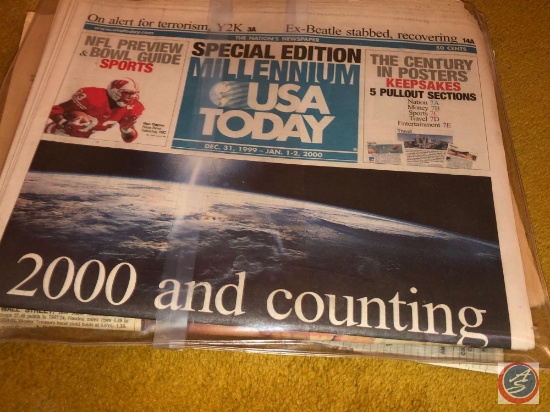 On alert for terrorism, Y2K 3A
Ex-Beatle stabbed, recovering 14A
THE NATION'S NEWSPAPER
50 CENTS
NFL PREVIEW
& BOWL GUIDE
SPORTS
SPECIAL EDITION
MILLENNIUM
USA
TODAY
DEC. 31, 1999 - JAN. 1-2, 2000
THE CENTURY
IN POSTERS
KEEPSAKES
5 PULLOUT SECTIONS
Nation 7A
Money 7B
Sports 7C
Travel 7D
Entertainment 7E
Travel
2000 and counting
AS